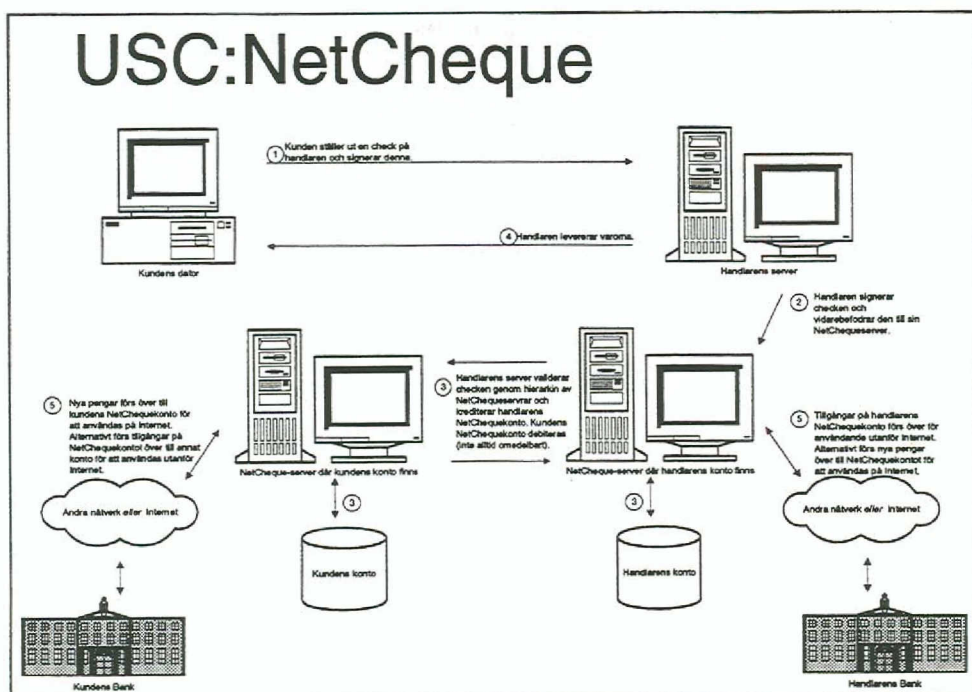 USC:NetCheque
1 Kunden ställer ut en check på
handlaren och signerar denne.
4 Handlaren levererar varorna.
Kundens dator
Handlarens server
2 Handlaren signerar
checken och
vidarebefodrar den till sin
NetChequeserver.
3 Handlarens server validerar
checken genom hierarkin av
NetChequeservrar och
krediterar handlarens
NetChequekonto. Kundens
NetChequekonto debiteras
(inte alltid omedelbart).
5 Nya pengar förs över till
kundens NetChequekonto för
att användas på Internet.
Alternativt förs tillgångar på
NetChequekontot över till annat
konto för att användas utanför
Internet.
5 Tillgångar på handlarens
NetChequekonto förs över för
användande utanför Internet.
Alternativt förs nya pengar
över till NetChequekontot för
att användas på Internet.
NetCheque-server där kundens konto finns
NetCheque-server där handlarens konto finns
Andra nätverk eller Internet
3
3
Andra nätverk eller Internet
Kundens konto
Handlarens konto
Kundens Bank
Handlarens Bank